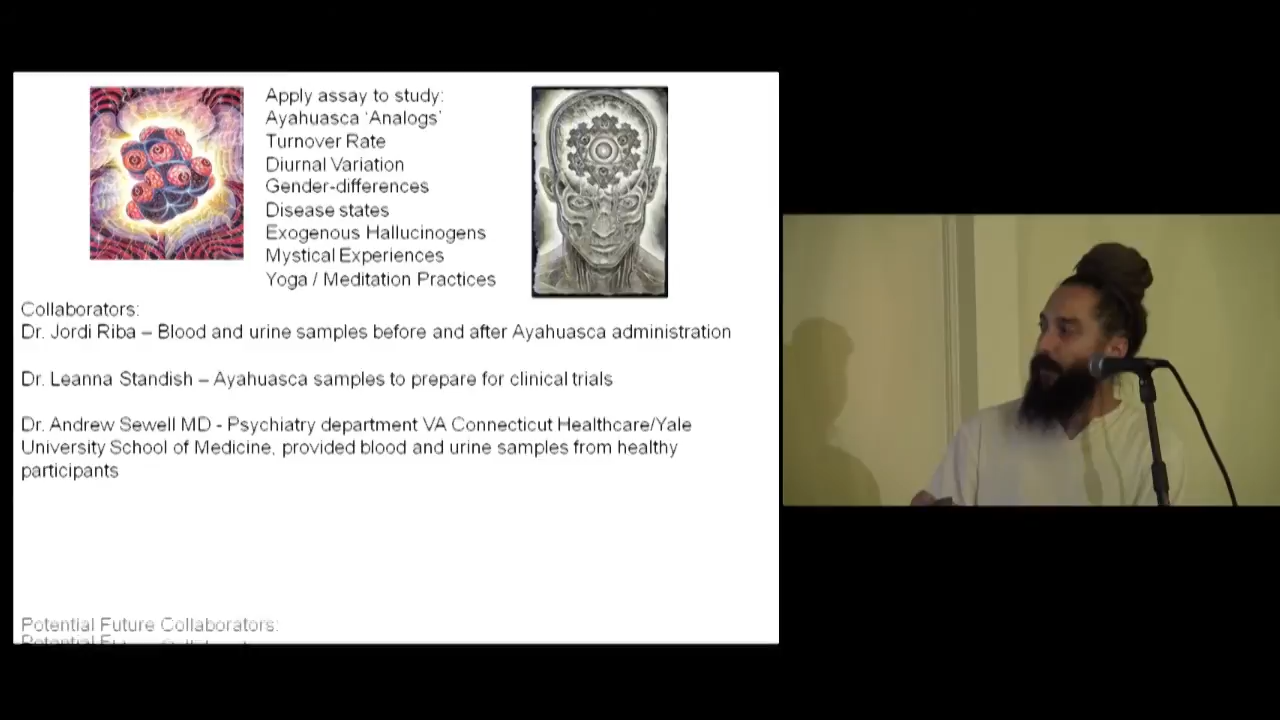 Apply assay to study:
Ayahuasca ‘Analogs’
Turnover Rate
Diurnal Variation
Gender-differences
Disease states
Exogenous Hallucinogens
Mystical Experiences
Yoga / Meditation Practices
Collaborators:
Dr. Jordi Riba – Blood and urine samples before and after Ayahuasca administration
Dr. Leanna Standish – Ayahuasca samples to prepare for clinical trials
Dr. Andrew Sewell MD - Psychiatry department VA Connecticut Healthcare/Yale
University School of Medicine, provided blood and urine samples from healthy
participants
Potential Future Collaborators: